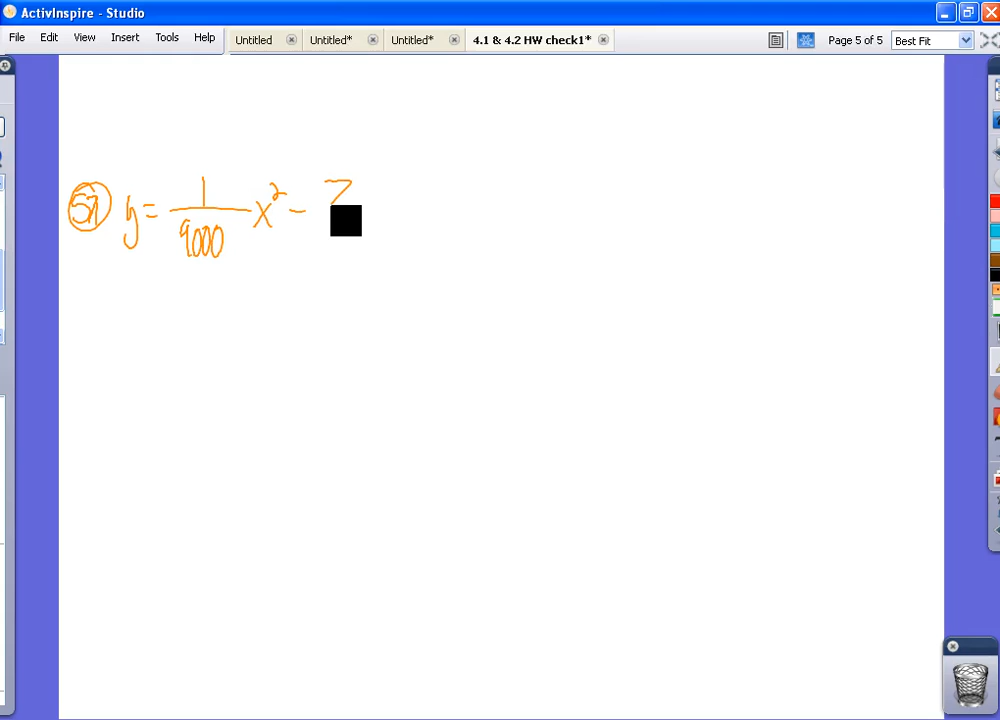 ActivInspire - Studio
File Edit View Insert Tools Help Untitled Untitled* Untitled* 4.1 & 4.2 HW check1* Page 5 of 5 Best Fit
57 y = 1/9000 x² - 7